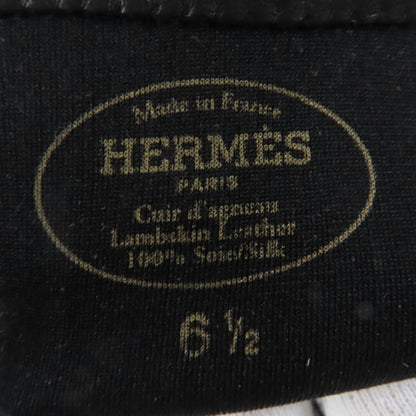 Made in France
HERMÈS
PARIS
Cuir d'agneau
Lambskin Leather
100% Soie/Silk
6 1/2